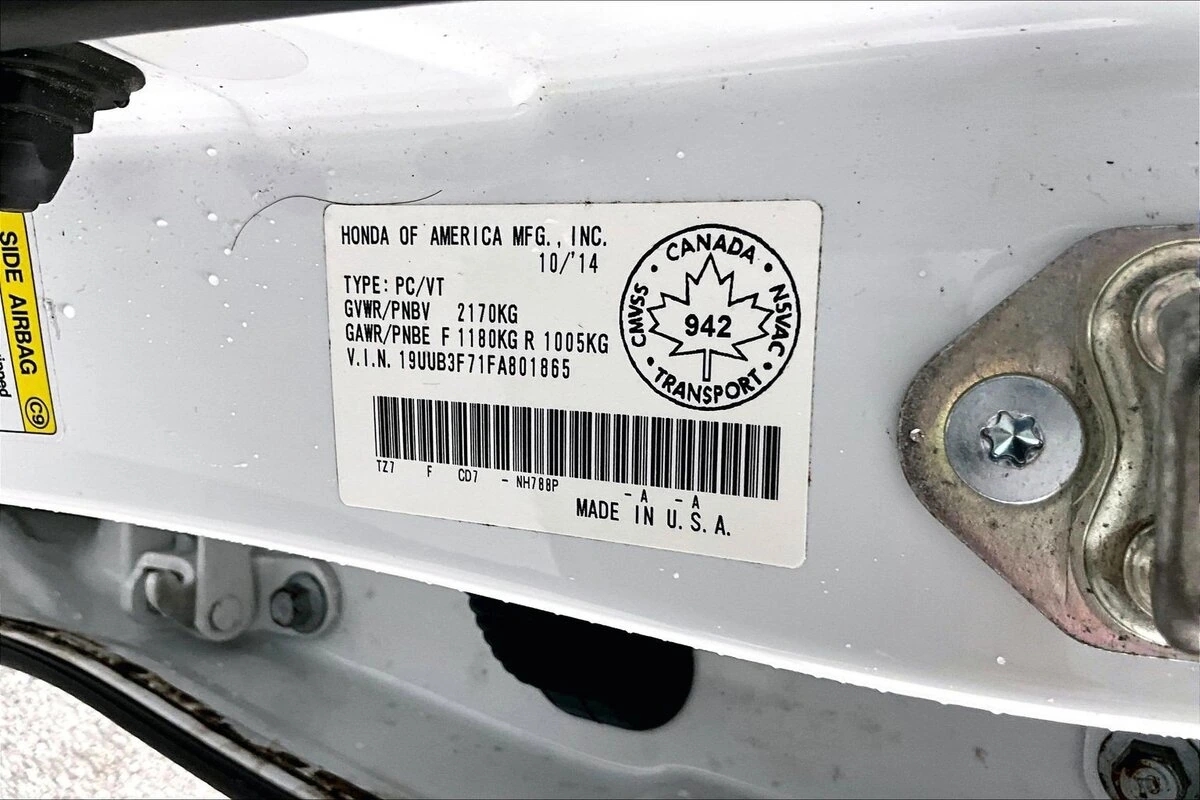 SIDE AIRBAG
C9
HONDA OF AMERICA MFG., INC.
10/'14
TYPE: PC/VT
GVWR/PNBV 2170KG
GAWR/PNBE F 1180KG R 1005KG
V.I.N. 19UUB3F71FA801865
CANADA
CMVSS
NSVAC
942
TRANSPORT
TZ7 F CD7 - NH788P -A -A
MADE IN U.S.A.